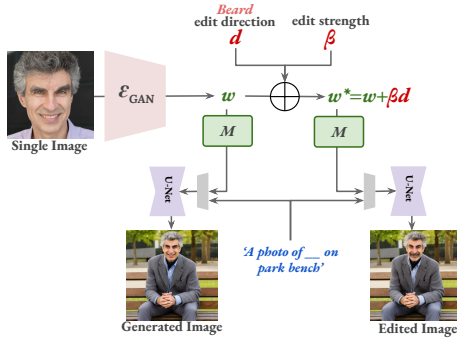 Beard
edit direction
edit strength
d
β
ℰGAN
w
w*=w+βd
Single Image
M
M
U-Net
U-Net
'A photo of __ on
park bench'
Generated Image
Edited Image